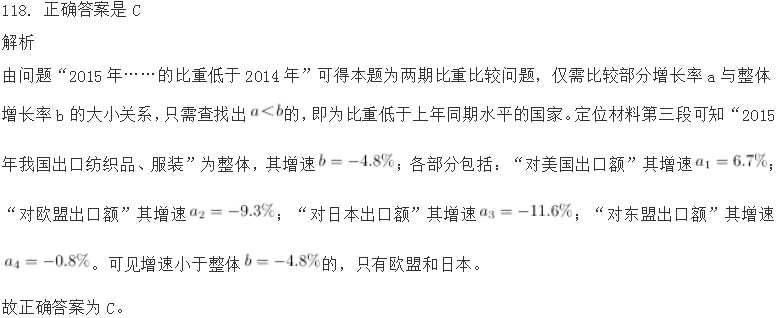 118. 正确答案是 C
解析
由问题“2015 年……的比重低于 2014 年”可得本题为两期比重比较问题，仅需比较部分增长率 a 与整体
增长率 b 的大小关系，只需查找出 a<b的，即为比重低于上年同期水平的国家。定位材料第三段可知“2015
年我国出口纺织品、服装”为整体，其增速 b=-4.8%；各部分包括：“对美国出口额”其增速 a₁=6.7%；
“对欧盟出口额”其增速 a₂=-9.3%；“对日本出口额”其增速 a₃=-11.6%；“对东盟出口额”其增速
a₄=-0.8%。可见增速小于整体 b=-4.8%的，只有欧盟和日本。
故正确答案为 C。